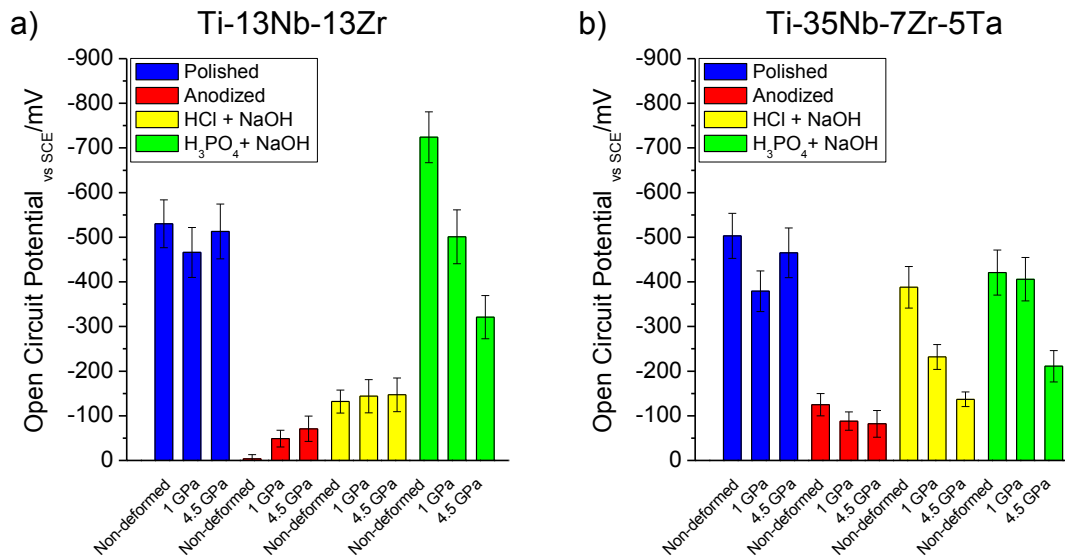 a) Ti-13Nb-13Zr
Open Circuit Potential vs SCE/mV
-900
-800
-700
-600
-500
-400
-300
-200
-100
0
Polished
Anodized
HCl + NaOH
H3PO4+ NaOH
Non-deformed
1 GPa
4.5 GPa
Non-deformed
1 GPa
4.5 GPa
Non-deformed
1 GPa
4.5 GPa
Non-deformed
1 GPa
4.5 GPa
b) Ti-35Nb-7Zr-5Ta
Open Circuit Potential vs SCE/mV
-900
-800
-700
-600
-500
-400
-300
-200
-100
0
Polished
Anodized
HCl + NaOH
H3PO4+ NaOH
Non-deformed
1 GPa
4.5 GPa
Non-deformed
1 GPa
4.5 GPa
Non-deformed
1 GPa
4.5 GPa
Non-deformed
1 GPa
4.5 GPa